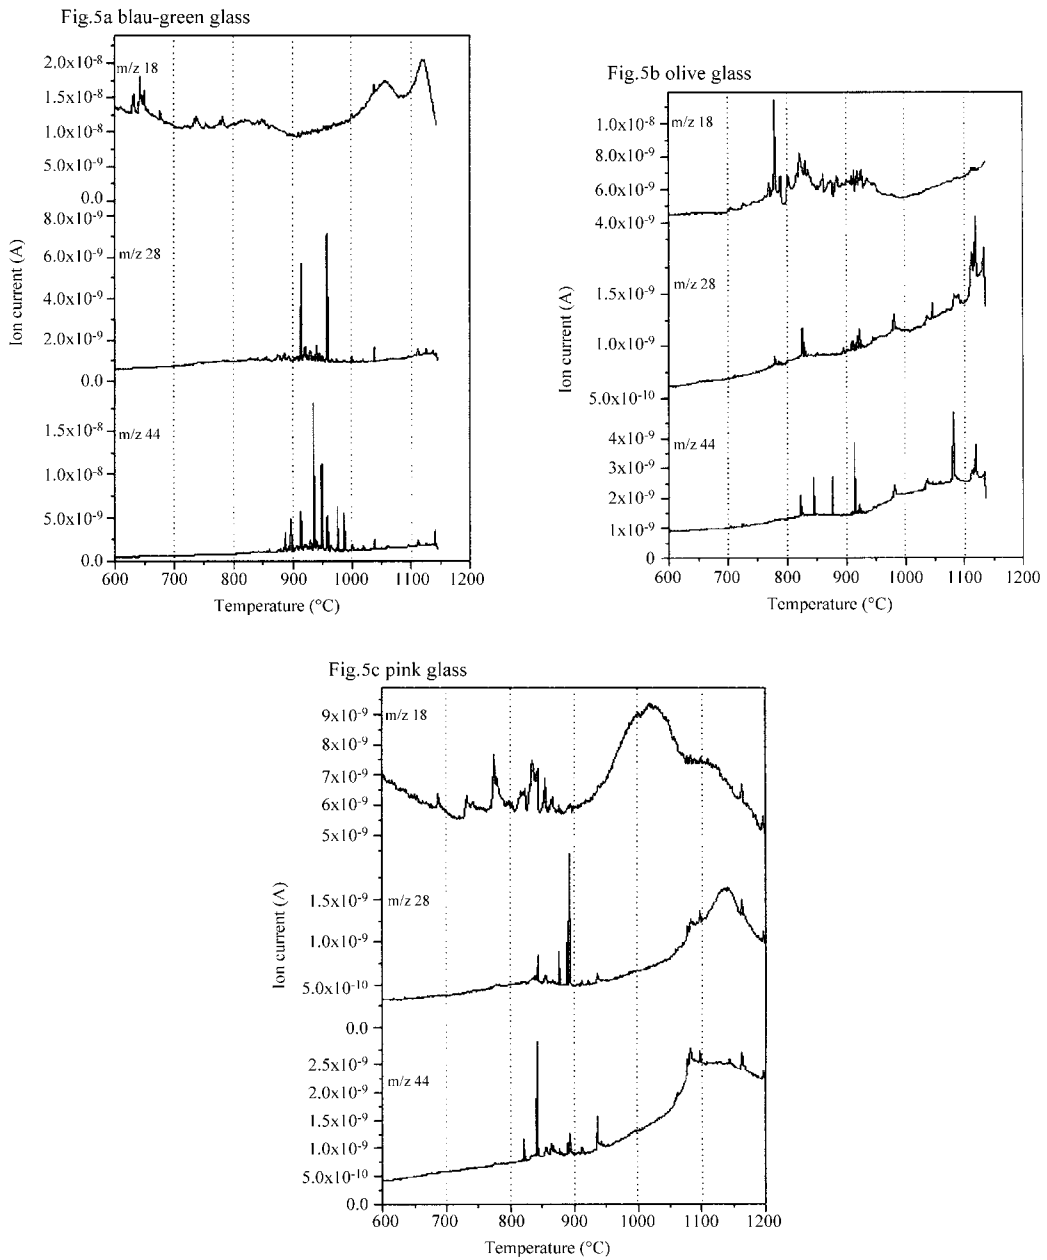 Fig.5a blau-green glass
Ion current (A)
m/z 18
2.0x10⁻⁸
1.5x10⁻⁸
1.0x10⁻⁸
5.0x10⁻⁹
0.0
8.0x10⁻⁹
m/z 28
6.0x10⁻⁹
4.0x10⁻⁹
2.0x10⁻⁹
0.0
m/z 44
1.5x10⁻⁸
1.0x10⁻⁸
5.0x10⁻⁹
0.0
600 700 800 900 1000 1100 1200
Temperature (°C)
Fig.5b olive glass
Ion current (A)
m/z 18
1.0x10⁻⁸
8.0x10⁻⁹
6.0x10⁻⁹
4.0x10⁻⁹
m/z 28
1.5x10⁻⁹
1.0x10⁻⁹
5.0x10⁻¹⁰
m/z 44
4x10⁻⁹
3x10⁻⁹
2x10⁻⁹
1x10⁻⁹
0
600 700 800 900 1000 1100 1200
Temperature (°C)
Fig.5c pink glass
Ion current (A)
m/z 18
9x10⁻⁹
8x10⁻⁹
7x10⁻⁹
6x10⁻⁹
5x10⁻⁹
m/z 28
1.5x10⁻⁹
1.0x10⁻⁹
5.0x10⁻¹⁰
0.0
2.5x10⁻⁹
m/z 44
2.0x10⁻⁹
1.5x10⁻⁹
1.0x10⁻⁹
5.0x10⁻¹⁰
0.0
600 700 800 900 1000 1100 1200
Temperature (°C)